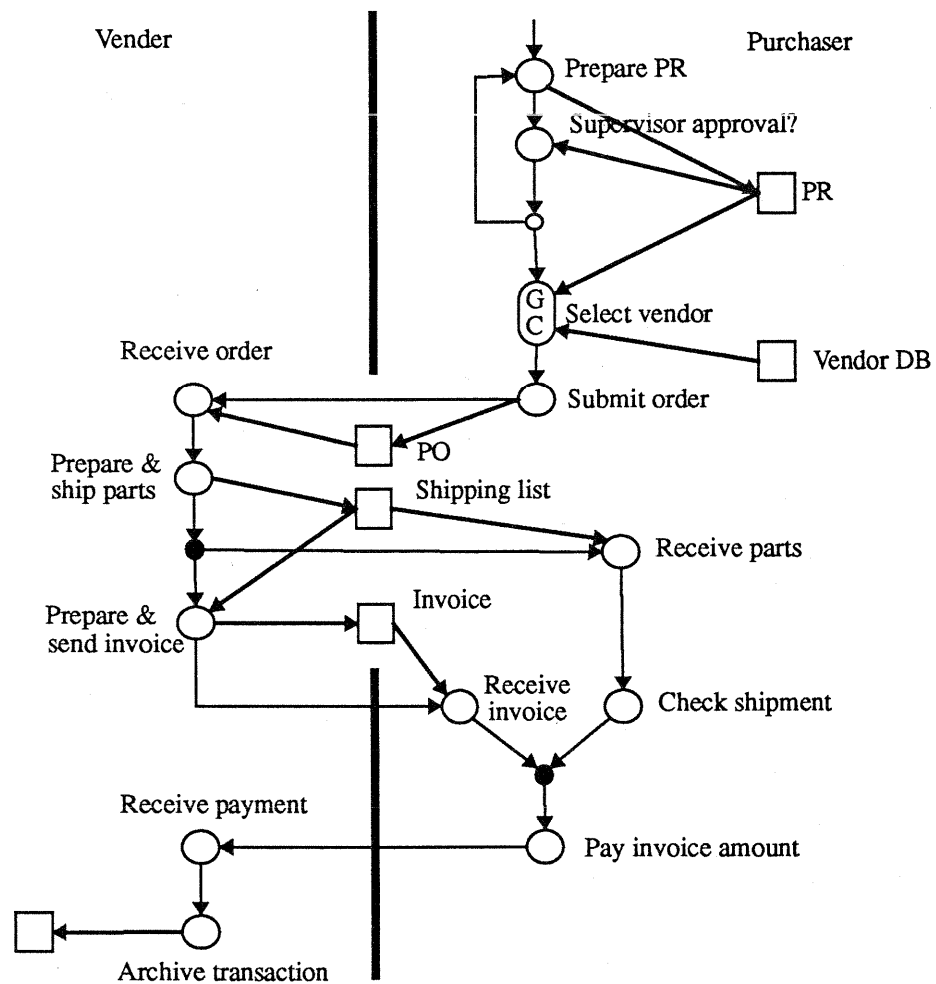 Vender
Purchaser
Prepare PR
Supervisor approval?
PR
G
C
Select vendor
Vendor DB
Receive order
Submit order
PO
Prepare &
ship parts
Shipping list
Receive parts
Prepare &
send invoice
Invoice
Receive
invoice
Check shipment
Receive payment
Pay invoice amount
Archive transaction